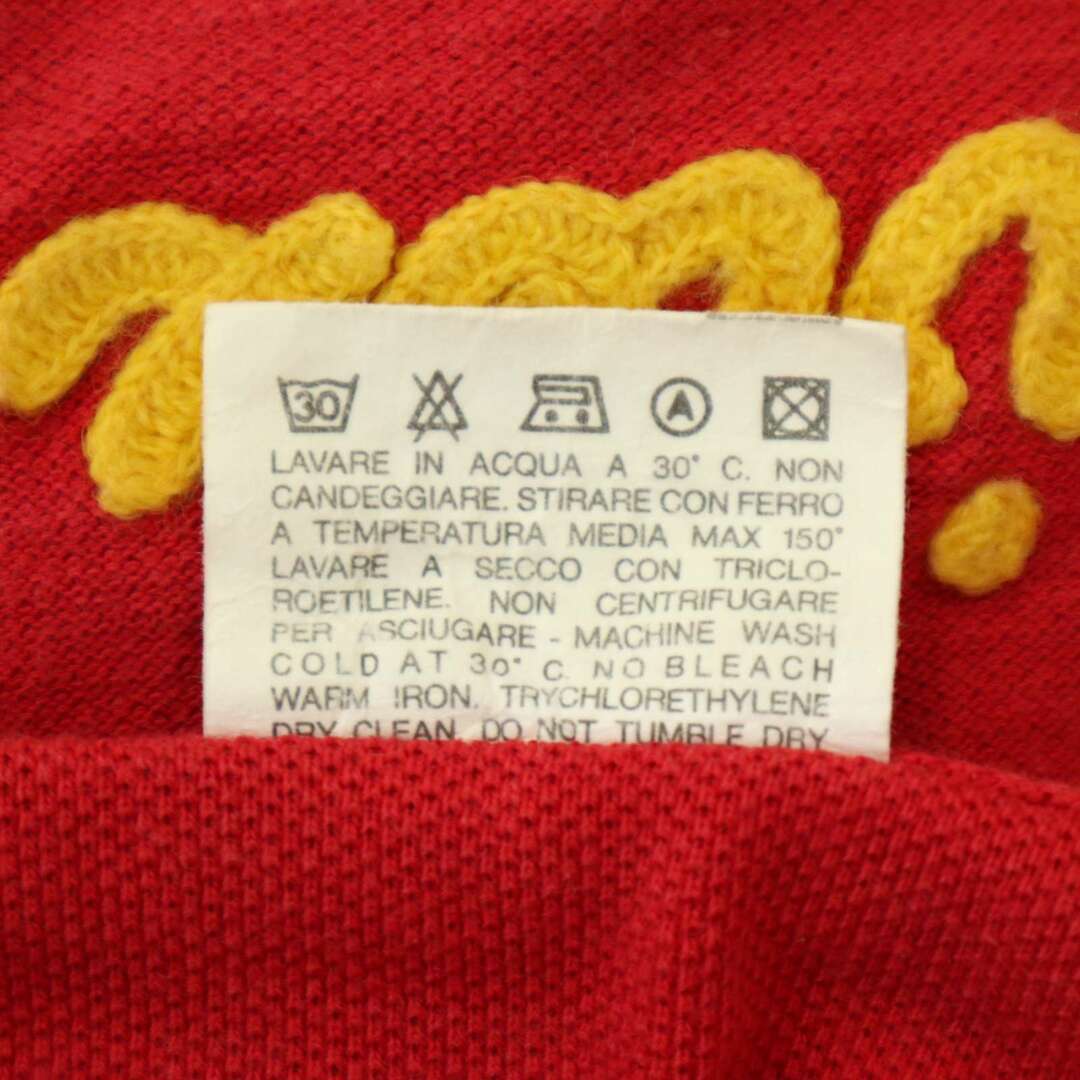 30 A
LAVARE IN ACQUA A 30° C. NON
CANDEGGIARE. STIRARE CON FERRO
A TEMPERATURA MEDIA MAX 150°
LAVARE A SECCO CON TRICLO-
ROETILENE. NON CENTRIFUGARE
PER ASCIUGARE - MACHINE WASH
COLD AT 30° C. NO BLEACH
WARM IRON. TRYCHLORETHYLENE
DRY CLEAN. DO NOT TUMBLE DRY